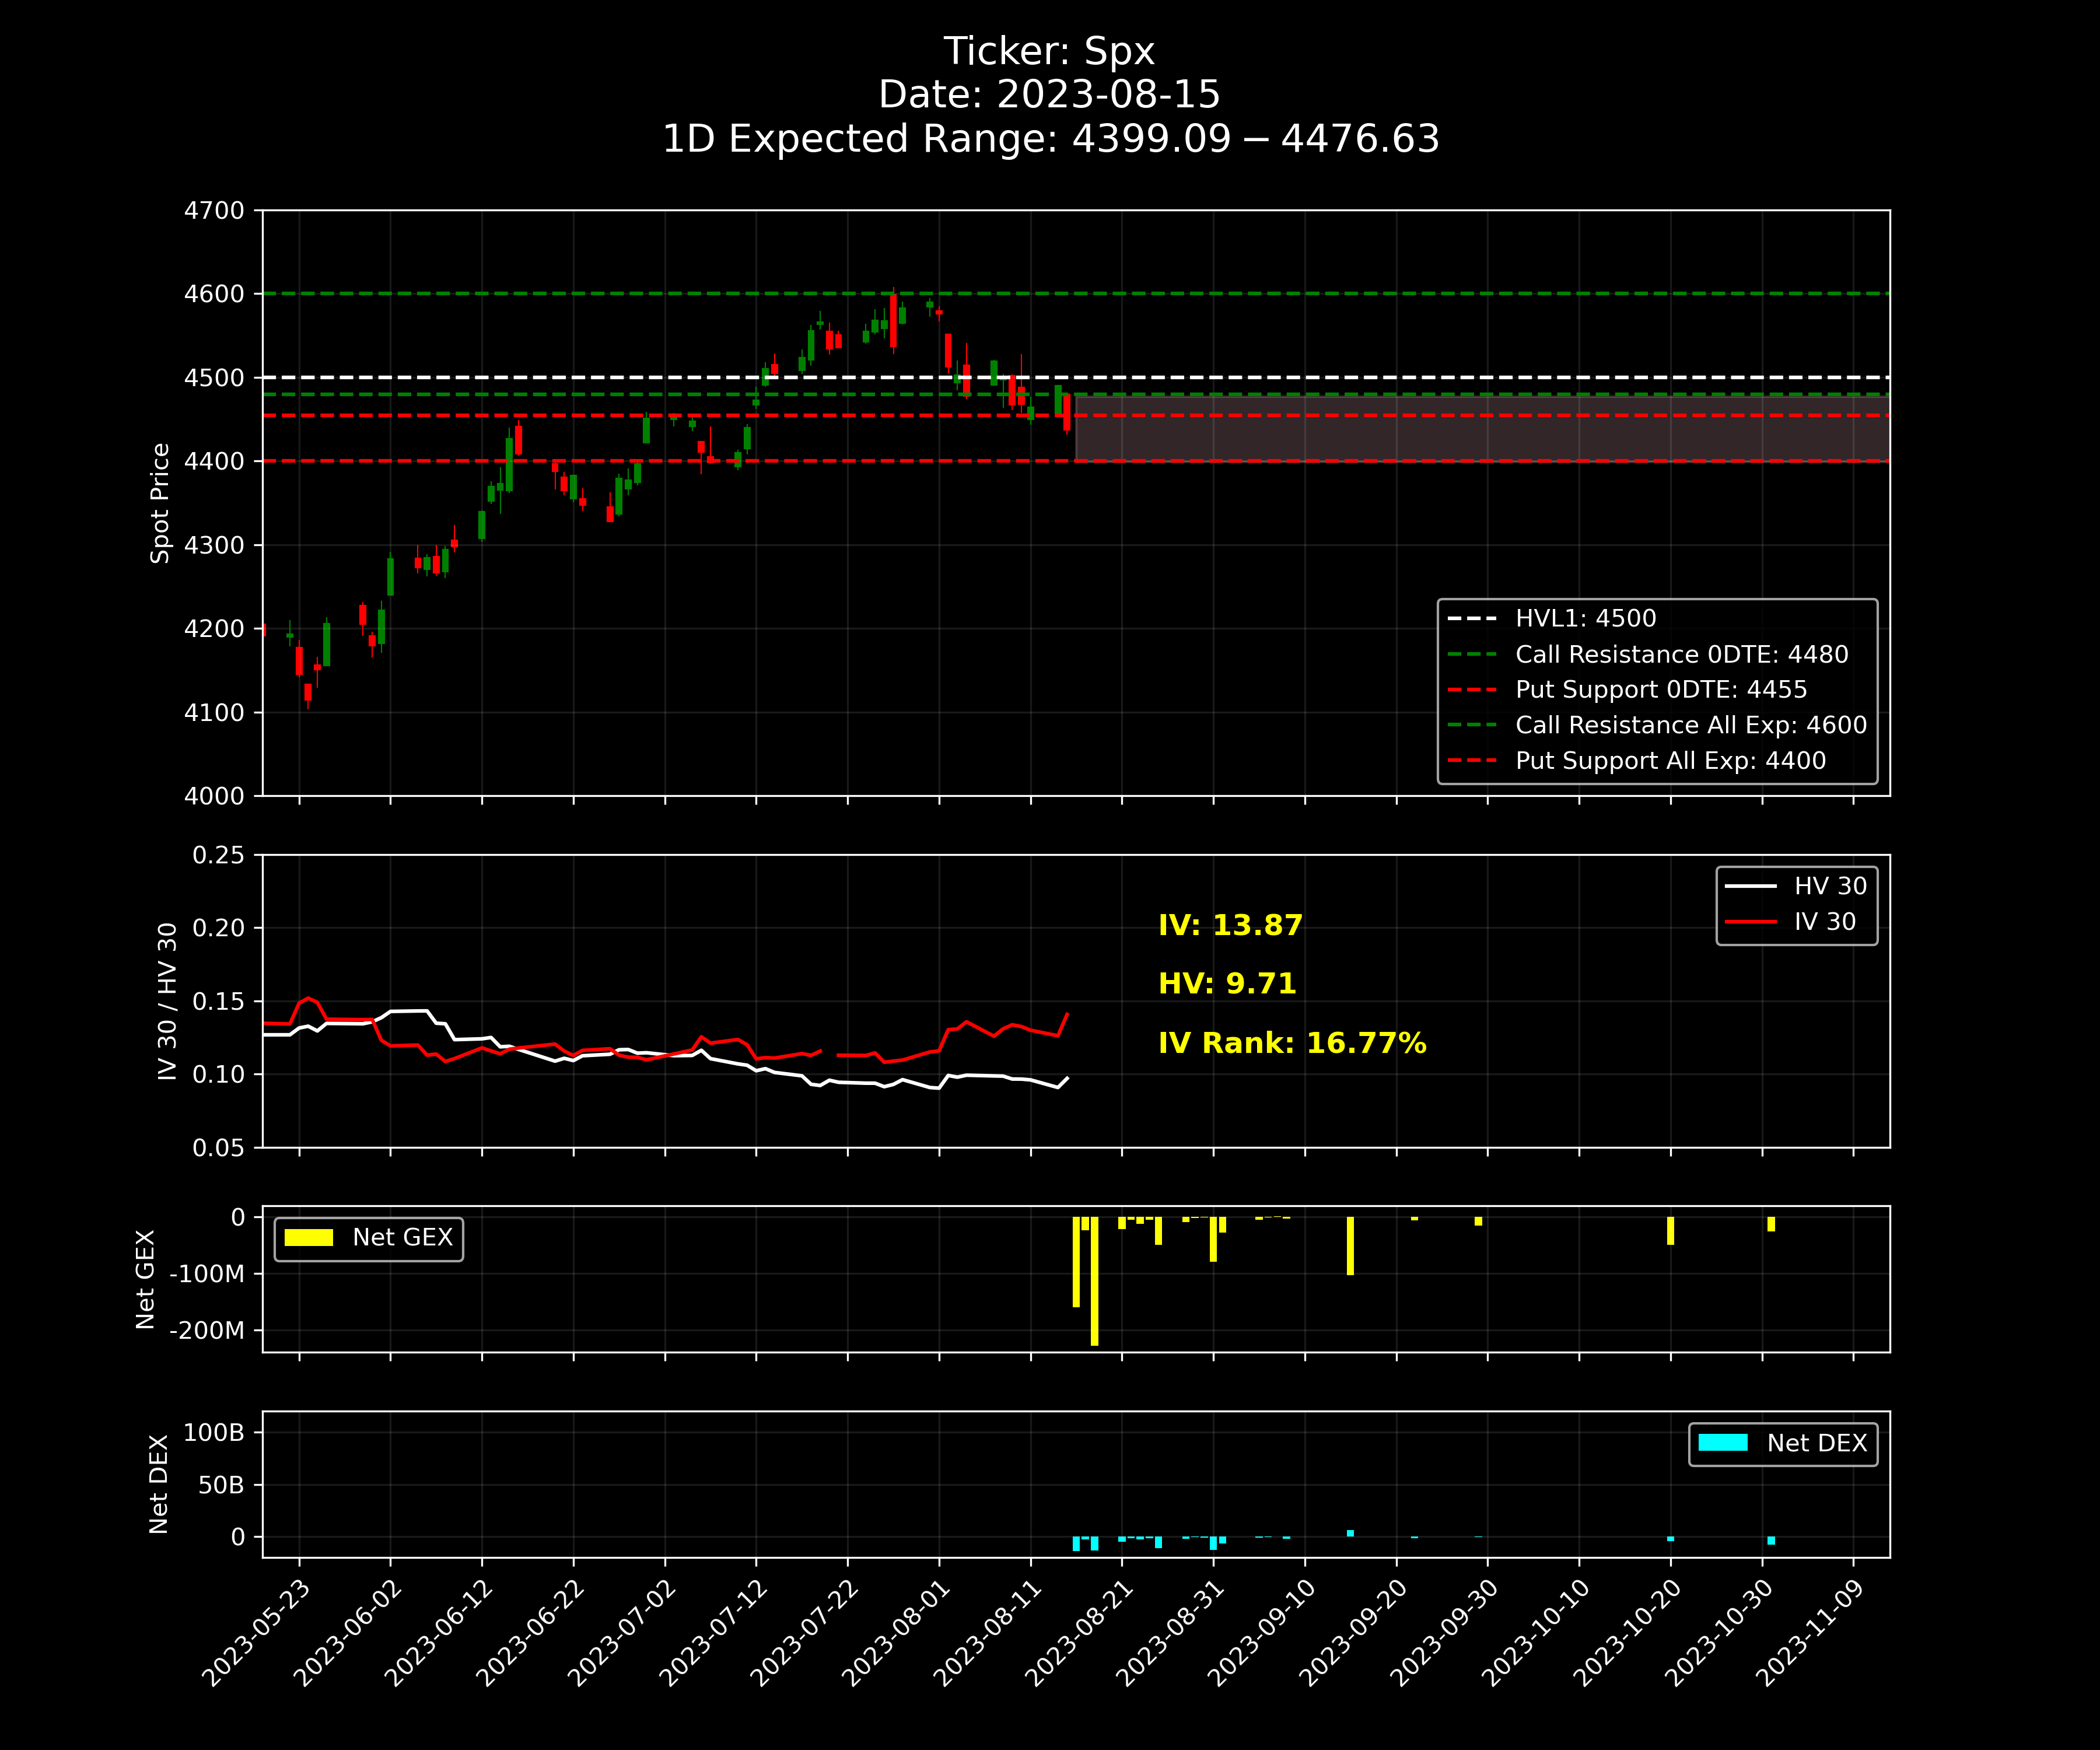 Ticker: Spx
Date: 2023-08-15
1D Expected Range: 4399.09 − 4476.63
4700
4600
4500
4400
4300
4200
4100
4000
Spot Price
HVL1: 4500
Call Resistance 0DTE: 4480
Put Support 0DTE: 4455
Call Resistance All Exp: 4600
Put Support All Exp: 4400
0.25
0.20
0.15
0.10
0.05
IV 30 / HV 30
IV: 13.87
HV: 9.71
IV Rank: 16.77%
HV 30
IV 30
0
-100M
-200M
Net GEX
Net GEX
100B
50B
0
Net DEX
Net DEX
2023-05-23
2023-06-02
2023-06-12
2023-06-22
2023-07-02
2023-07-12
2023-07-22
2023-08-01
2023-08-11
2023-08-21
2023-08-31
2023-09-10
2023-09-20
2023-09-30
2023-10-10
2023-10-20
2023-10-30
2023-11-09